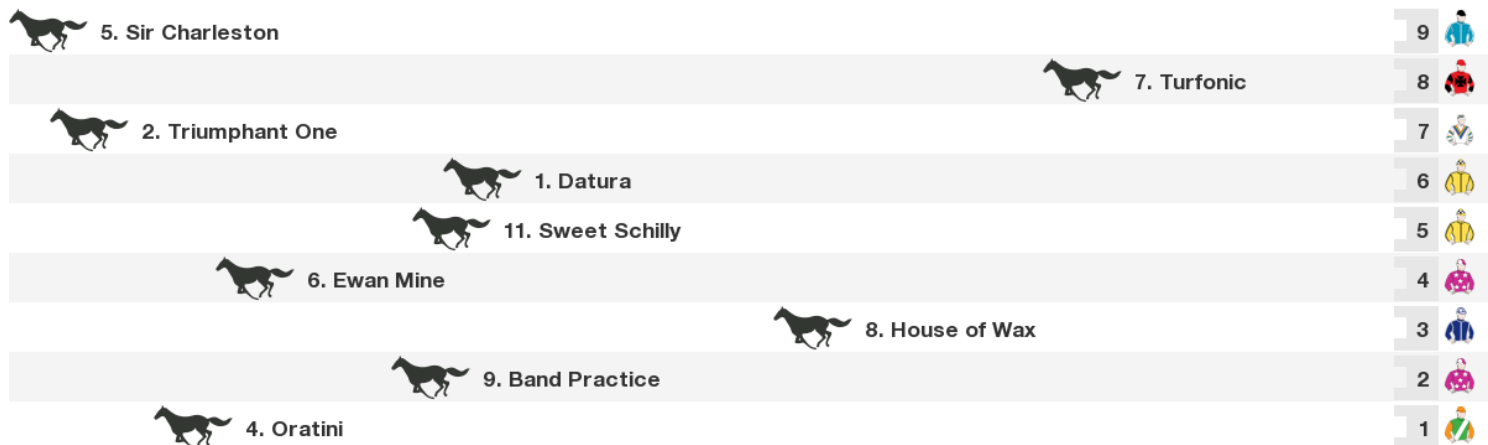 5. Sir Charleston 9
7. Turfonic 8
2. Triumphant One 7
1. Datura 6
11. Sweet Schilly 5
6. Ewan Mine 4
8. House of Wax 3
9. Band Practice 2
4. Oratini 1